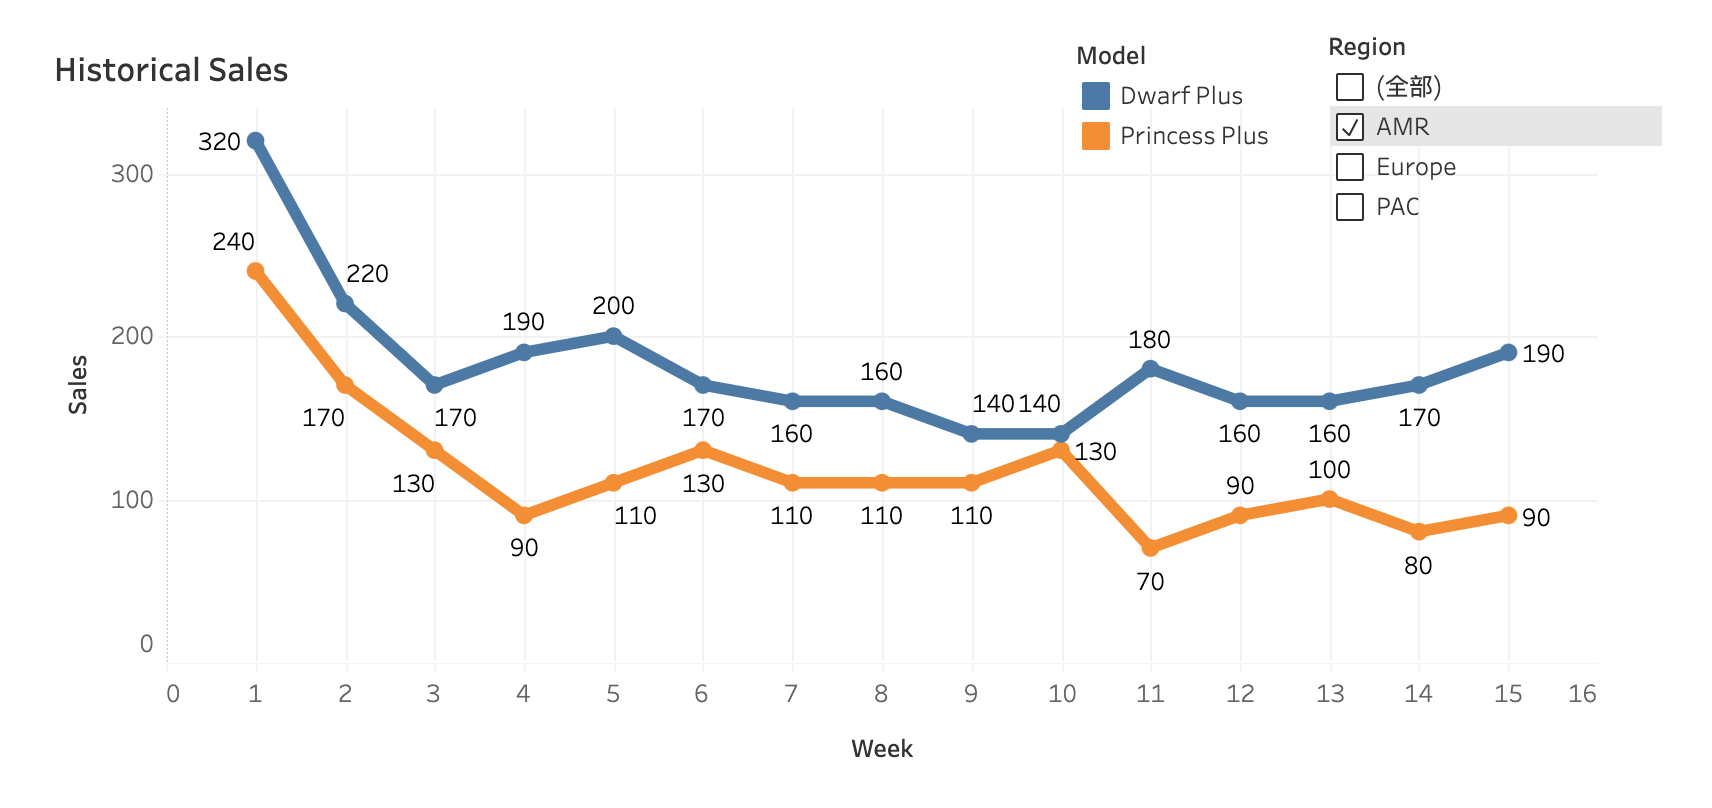 Historical Sales
Model
Dwarf Plus
Princess Plus
Region
(全部)
AMR
Europe
PAC
320
240
220
200
190
180
190
170
170
130
170
160
160
140 140
130
160
160
170
90
110
130
110
110
110
70
90
100
80
90
300
200
100
0
Sales
0 1 2 3 4 5 6 7 8 9 10 11 12 13 14 15 16
Week